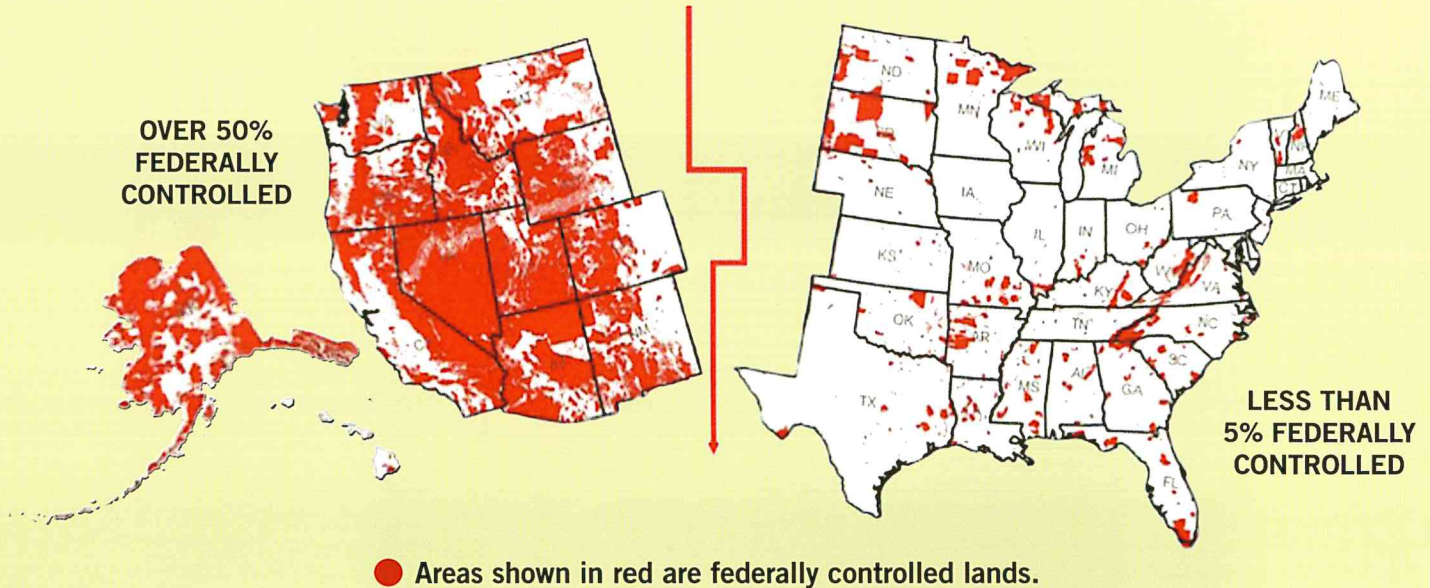 OVER 50%
FEDERALLY
CONTROLLED
ND
MN
ME
WI
NY
MI
MA
CT
NE
IA
PA
IL
IN
OH
KS
MO
KY
VA
OK
AR
TN
NC
SC
TX
MS
AL
GA
FL
NM
LESS THAN
5% FEDERALLY
CONTROLLED
Areas shown in red are federally controlled lands.